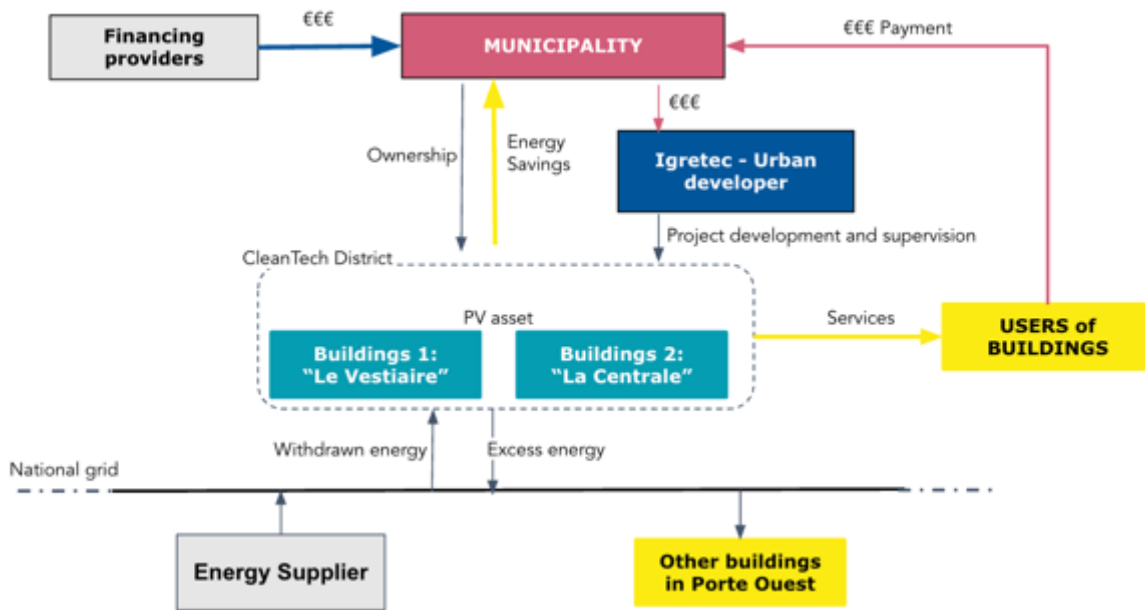 €€€
€€€ Payment
Financing
providers
MUNICIPALITY
€€€
Ownership
Energy
Savings
Igretec - Urban
developer
Project development and supervision
CleanTech District
PV asset
Services
Buildings 1:
“Le Vestiaire”
Buildings 2:
“La Centrale”
USERS of
BUILDINGS
Withdrawn energy
Excess energy
National grid
Energy Supplier
Other buildings
in Porte Ouest